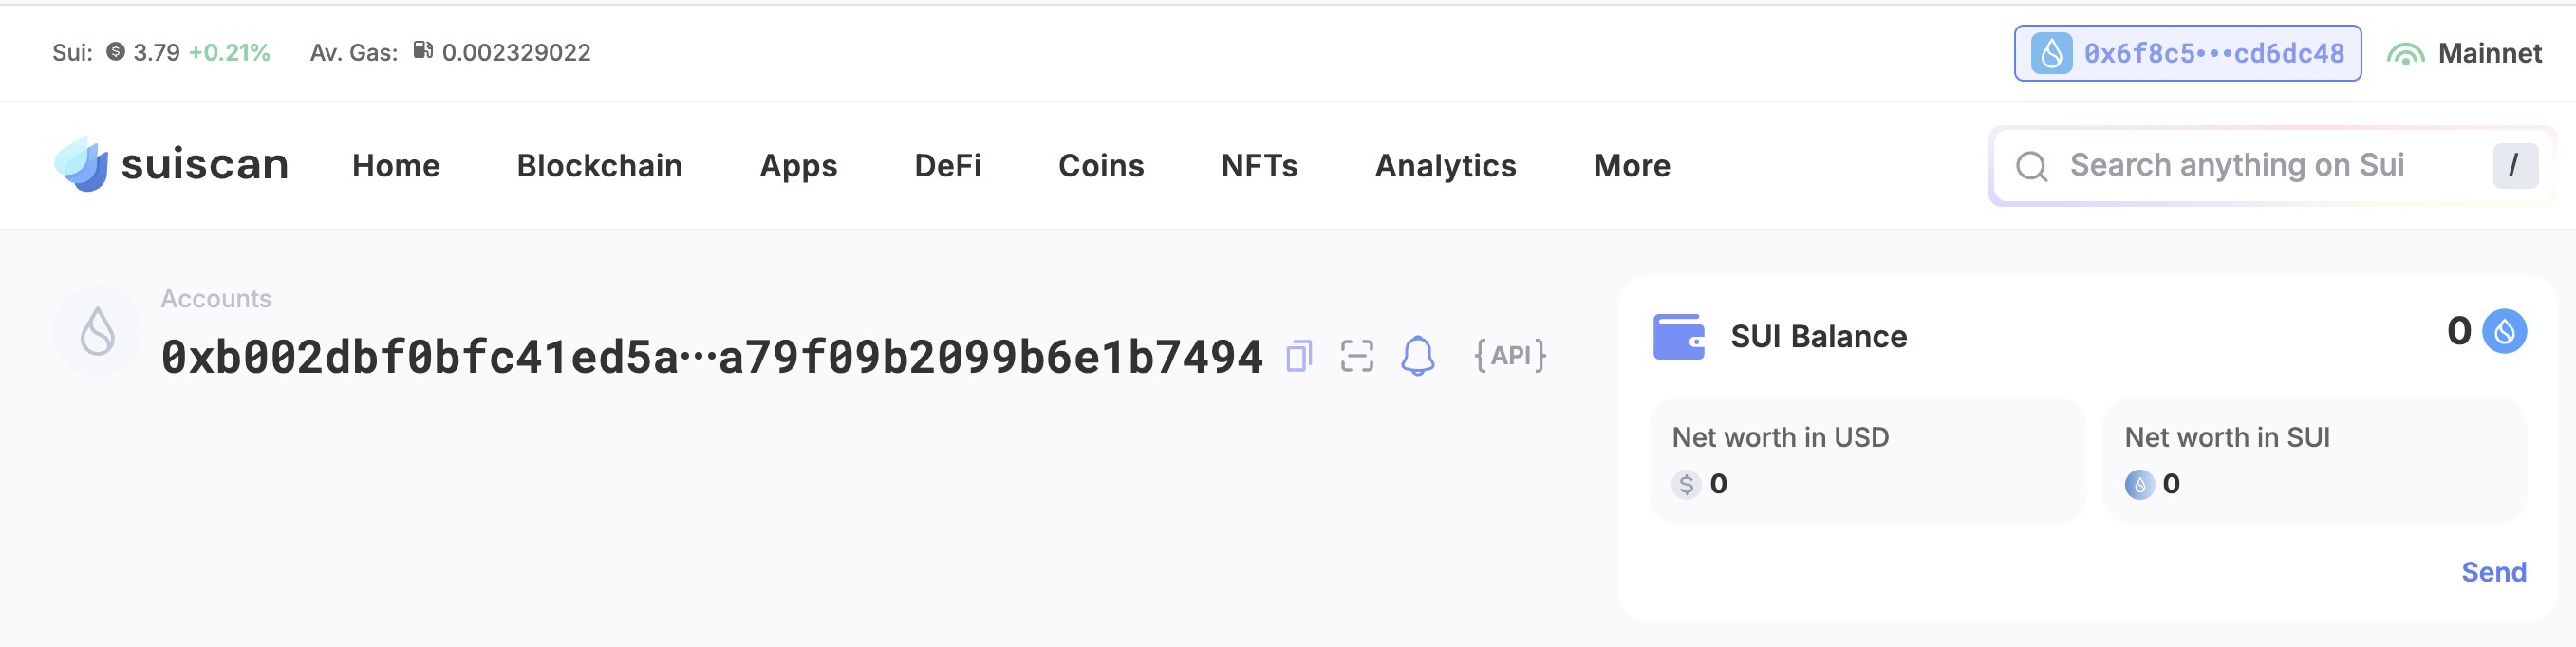 Sui: $ 3.79 +0.21% Av. Gas: 0.002329022 0x6f8c5•••cd6dc48 Mainnet
suiscan Home Blockchain Apps DeFi Coins NFTs Analytics More Search anything on Sui /
Accounts
0xb002dbf0bfc41ed5a···a79f09b2099b6e1b7494 {API}
SUI Balance 0
Net worth in USD Net worth in SUI
$ 0 0
Send